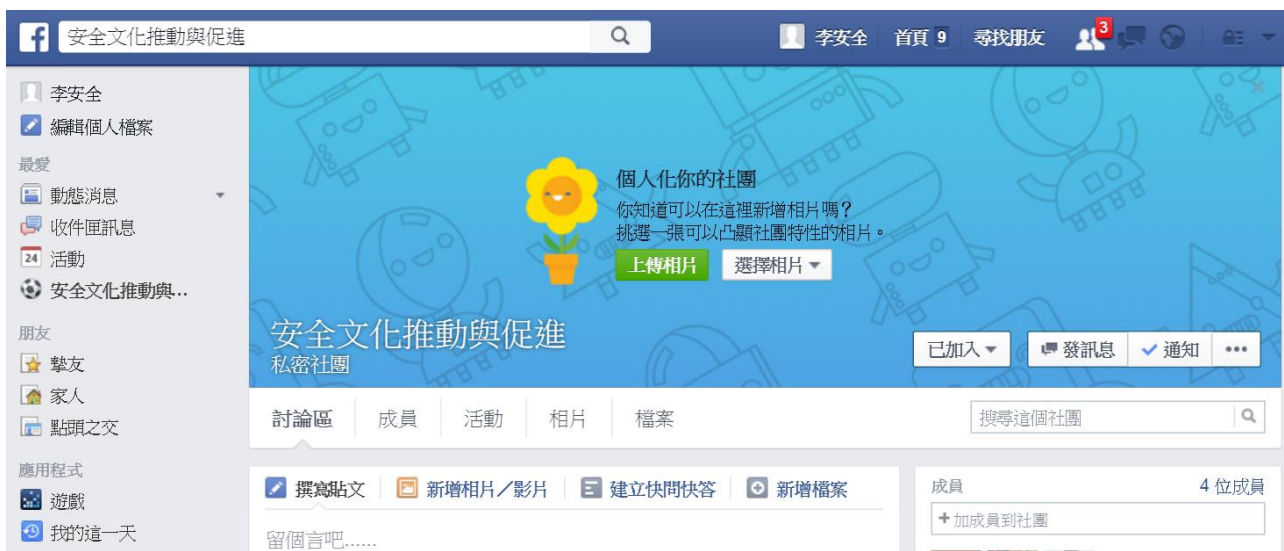 安全文化推動與促進
李安全 首頁 9 尋找朋友 3
李安全
編輯個人檔案
最愛
動態消息
收件匣訊息
24 活動
安全文化推動與...
朋友
摯友
家人
點頭之交
應用程式
遊戲
我的這一天
個人化你的社團
你知道可以在這裡新增相片嗎？
挑選一張可以凸顯社團特性的相片。
上傳相片 選擇相片
安全文化推動與促進
私密社團
已加入 發訊息 通知 •••
討論區 成員 活動 相片 檔案
搜尋這個社團
撰寫貼文 新增相片／影片 建立快問快答 新增檔案
留個言吧......
成員 4 位成員
+加成員到社團